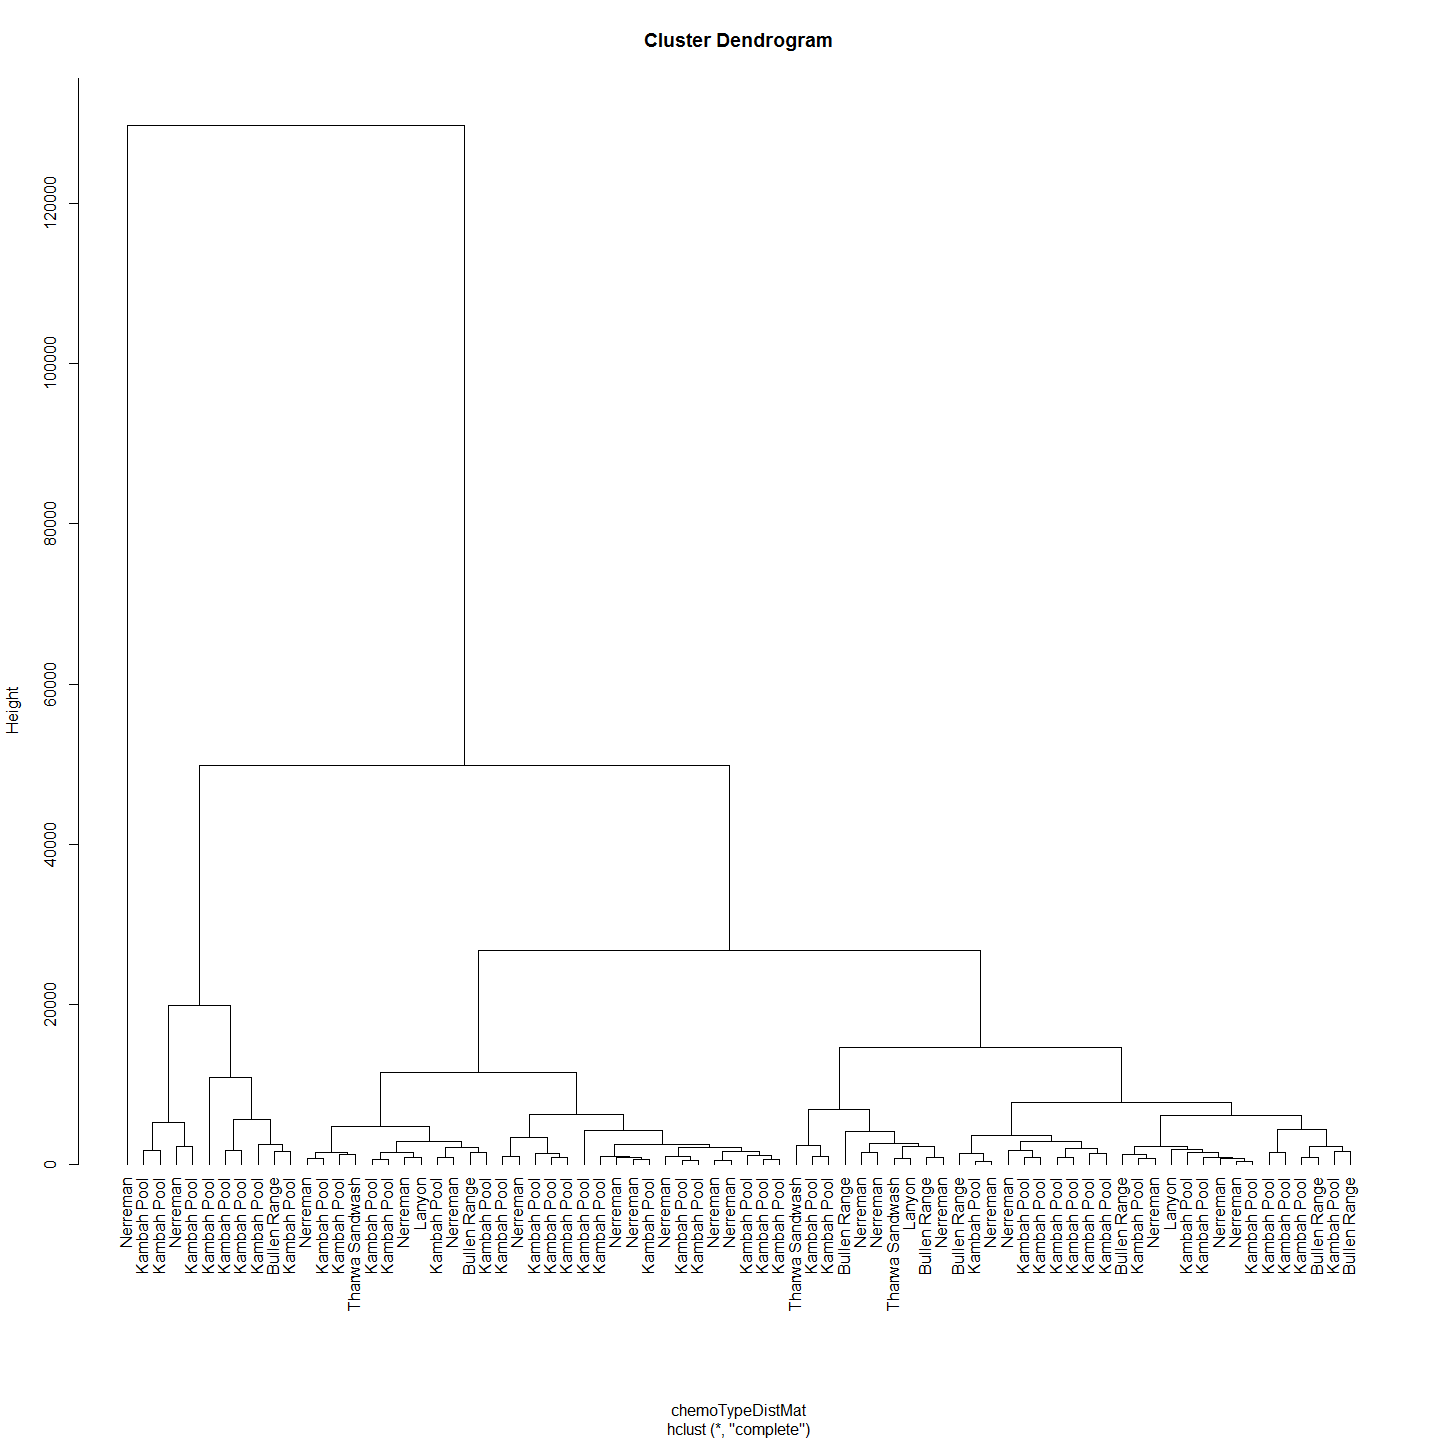 Cluster Dendrogram
Height
120000
100000
80000
60000
40000
20000
0
Nerreman
Kambah Pool
Kambah Pool
Nerreman
Kambah Pool
Kambah Pool
Kambah Pool
Kambah Pool
Kambah Pool
Bullen Range
Kambah Pool
Nerreman
Kambah Pool
Kambah Pool
Tharwa Sandwash
Kambah Pool
Kambah Pool
Nerreman
Lanyon
Kambah Pool
Nerreman
Bullen Range
Kambah Pool
Kambah Pool
Nerreman
Kambah Pool
Kambah Pool
Kambah Pool
Kambah Pool
Kambah Pool
Nerreman
Nerreman
Kambah Pool
Nerreman
Kambah Pool
Kambah Pool
Nerreman
Nerreman
Kambah Pool
Kambah Pool
Kambah Pool
Tharwa Sandwash
Kambah Pool
Kambah Pool
Bullen Range
Nerreman
Nerreman
Tharwa Sandwash
Lanyon
Bullen Range
Nerreman
Bullen Range
Kambah Pool
Nerreman
Nerreman
Kambah Pool
Kambah Pool
Kambah Pool
Kambah Pool
Kambah Pool
Kambah Pool
Bullen Range
Kambah Pool
Nerreman
Lanyon
Kambah Pool
Kambah Pool
Nerreman
Nerreman
Kambah Pool
Kambah Pool
Kambah Pool
Kambah Pool
Bullen Range
Kambah Pool
Bullen Range
chemoTypeDistMat
hclust (*, "complete")